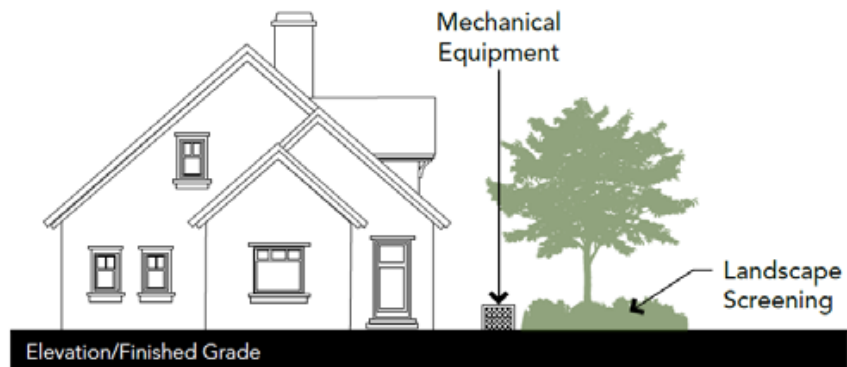 Mechanical
Equipment
Landscape
Screening
Elevation/Finished Grade